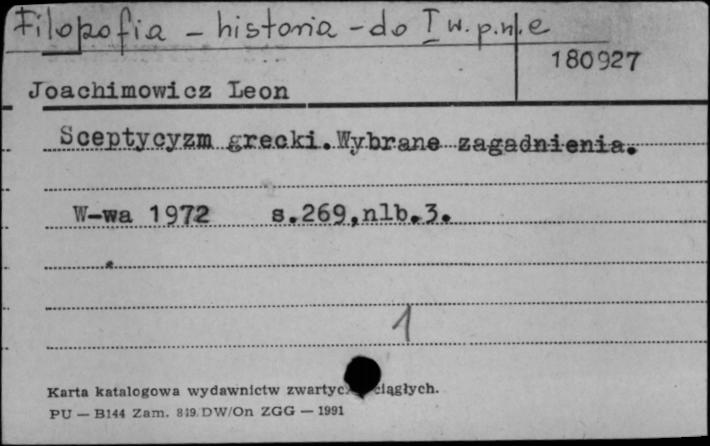 Filozofia - historia - do I w. p.n.e
180927
Joachimowicz Leon
Sceptycyzm grecki. Wybrane zagadnienia.
W-wa 1972 s.269, nlb.3.
1
Karta katalogowa wydawnictw ciągłych.
PU — B144 Zam. 819/DW/On ZGG — 1991